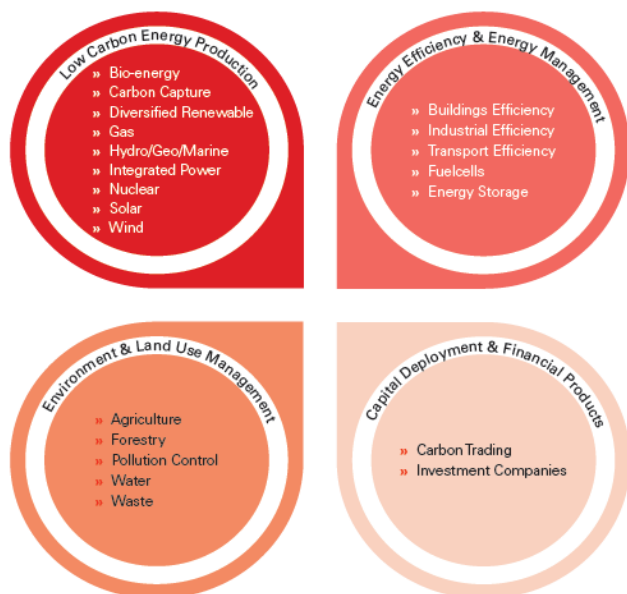 Low Carbon Energy Production
» Bio-energy
» Carbon Capture
» Diversified Renewable
» Gas
» Hydro/Geo/Marine
» Integrated Power
» Nuclear
» Solar
» Wind
Energy Efficiency & Energy Management
» Buildings Efficiency
» Industrial Efficiency
» Transport Efficiency
» Fuelcells
» Energy Storage
Environment & Land Use Management
» Agriculture
» Forestry
» Pollution Control
» Water
» Waste
Capital Deployment & Financial Products
» Carbon Trading
» Investment Companies